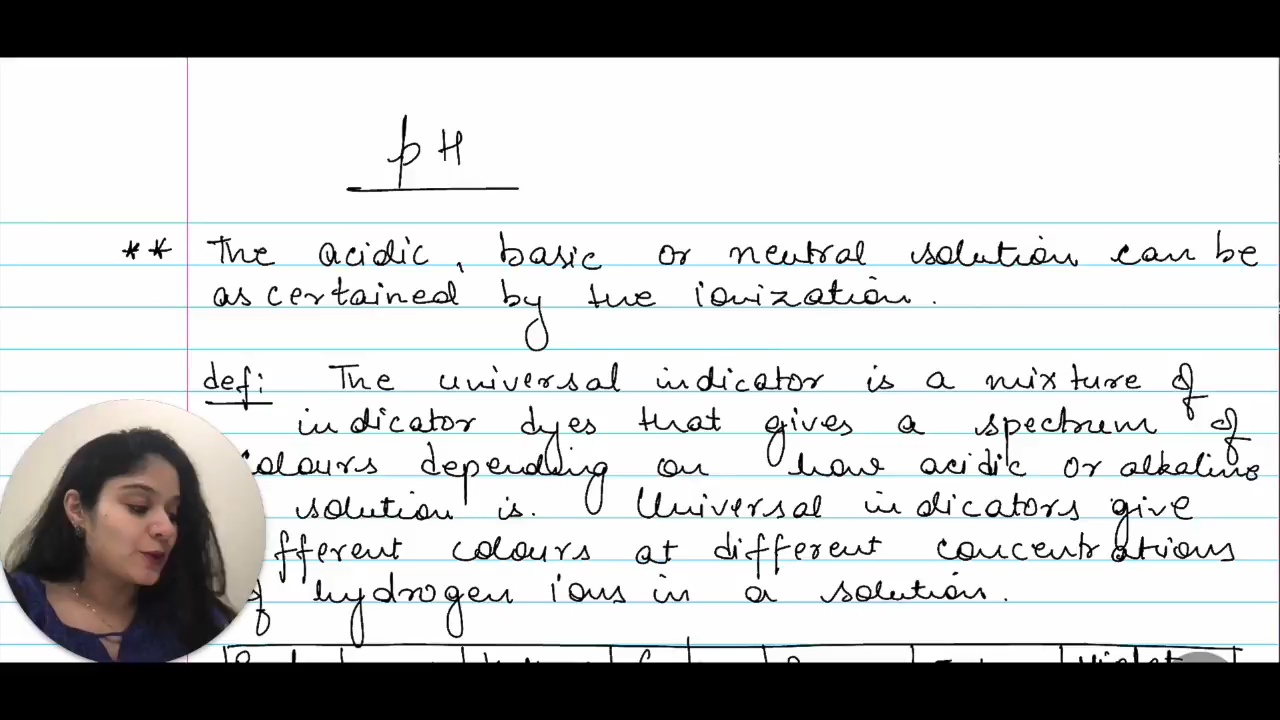 pH
** The acidic, basic or neutral solution can be
ascertained by the ionization.
def: The universal indicator is a mixture of
indicator dyes that gives a spectrum of
colours depending on how acidic or alkaline
solution is. Universal indicators give
fferent colours at different concentrations
of hydrogen ions in a solution.
Violet